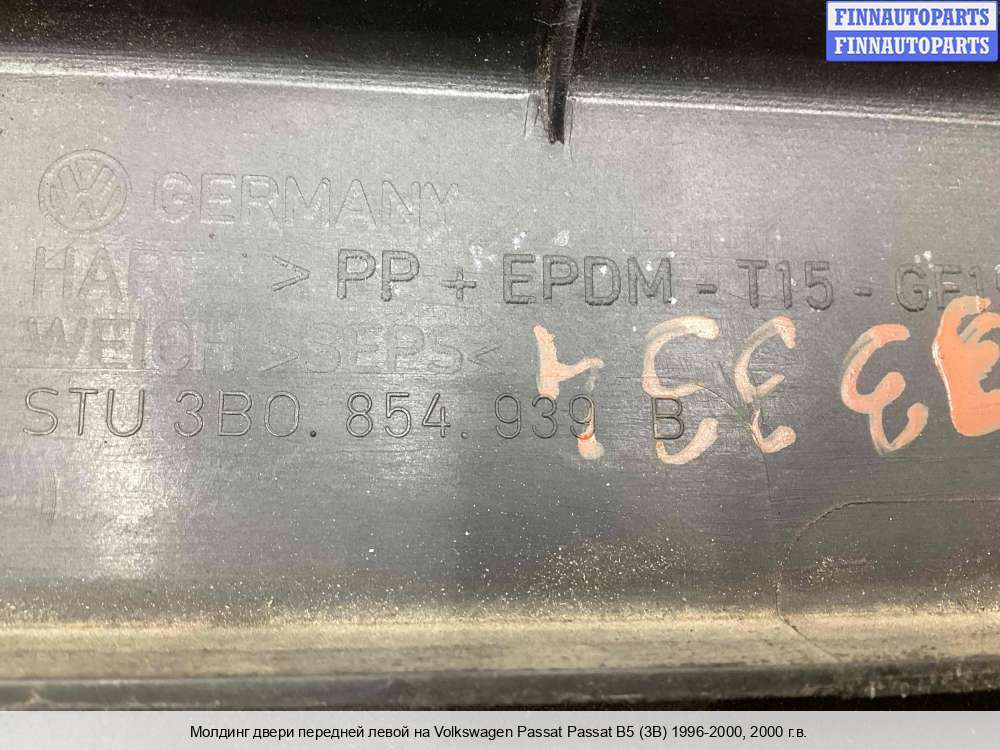 FINNAUTOPARTS
FINNAUTOPARTS
GERMANY
> PP + EPDM - T15 -
WEICH >SEPS<
STU 3B0. 854. 939 B
Молдинг двери передней левой на Volkswagen Passat Passat B5 (3B) 1996-2000, 2000 г.в.